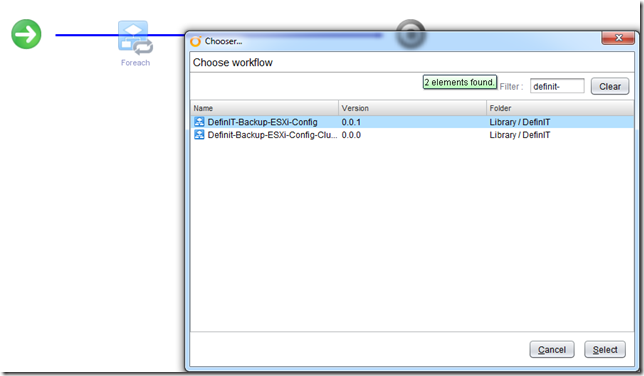 Chooser...
Foreach
Choose workflow
2 elements found. Filter : definit- Clear
Name Version Folder
DefinIT-Backup-ESXi-Config 0.0.1 Library / DefinIT
Definit-Backup-ESXi-Config-Clu... 0.0.0 Library / DefinIT
Cancel Select